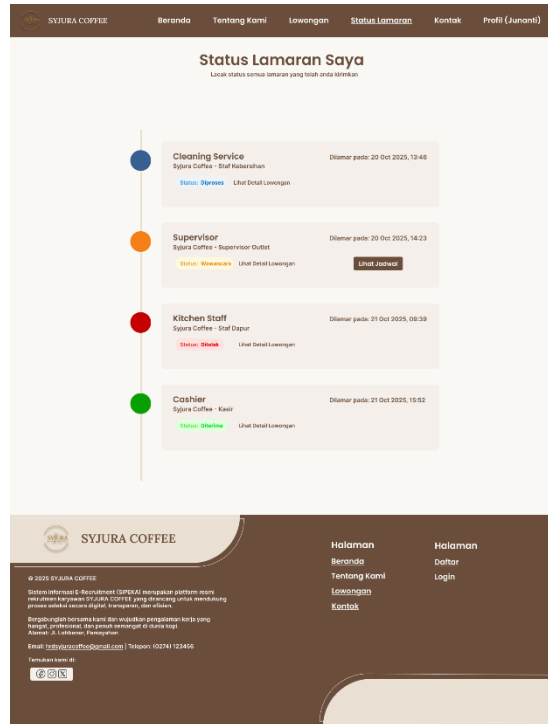 SYJURA COFFEE
Beranda Tentang Kami Lowongan Status Lamaran Kontak Profil (Junanti)
Status Lamaran Saya
Lacak status semua lamaran yang telah anda kirimkan
Cleaning Service
Dilamar pada: 20 Oct 2025, 13:46
Syjura Coffee - Staf Kebersihan
Status: Diproses Lihat Detail Lowongan
Supervisor
Dilamar pada: 20 Oct 2025, 14:23
Syjura Coffee - Supervisor Outlet
Status: Wawancara Lihat Detail Lowongan
Lihat Jadwal
Kitchen Staff
Dilamar pada: 21 Oct 2025, 09:39
Syjura Coffee - Staf Dapur
Status: Ditolak Lihat Detail Lowongan
Cashier
Dilamar pada: 21 Oct 2025, 15:52
Syjura Coffee - Kasir
Status: Diterima Lihat Detail Lowongan
SYJURA
SYJURA COFFEE
© 2025 SYJURA COFFEE
Sistem Informasi E-Recruitment (SIPEKA) merupakan platform resmi
rekrutmen karyawan SYJURA COFFEE yang dirancang untuk mendukung
proses seleksi secara digital, transparan, dan efisien.
Bergabunglah bersama kami dan wujudkan pengalaman kerja yang
hangat, profesional, dan penuh semangat di dunia kopi.
Alamat: Jl. Lohbener, Pamayahan
Email: hrdsyjuracoffee@gmail.com | Telepon: (0274) 123456
Temukan kami di:
Halaman
Beranda
Tentang Kami
Lowongan
Kontak
Halaman
Daftar
Login